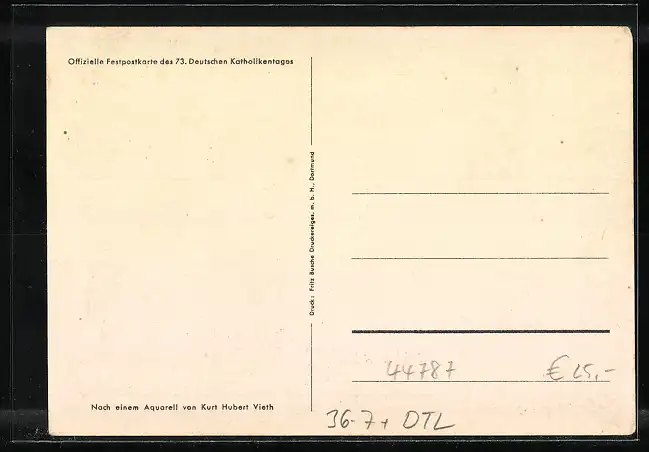 Offizielle Festpostkarte des 73. Deutschen Katholikentages
Druck: Fritz Busche Druckereiges. m. b. H., Dortmund
44787
€ 25,-
Nach einem Aquarell von Kurt Hubert Vieth
36-7+ DTL